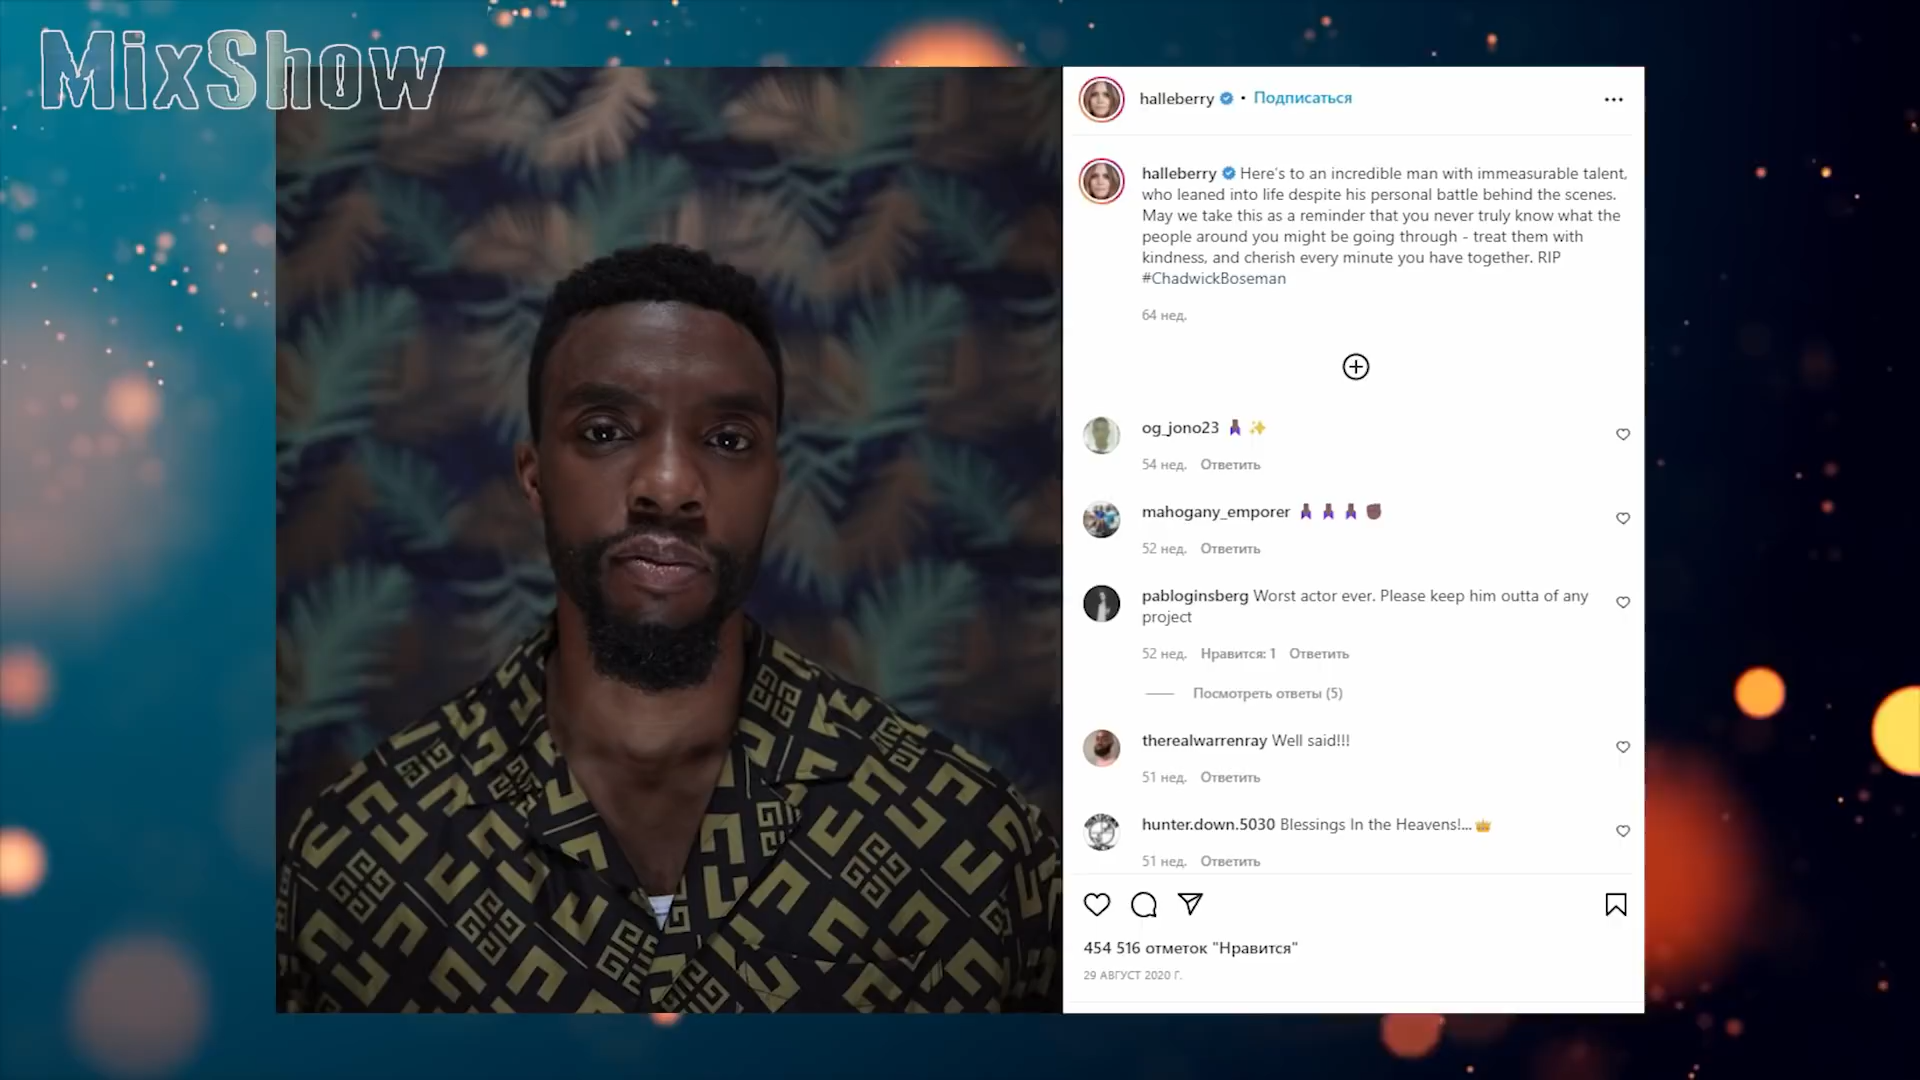 MixShow
halleberry • Подписаться
halleberry Here's to an incredible man with immeasurable talent,
who leaned into life despite his personal battle behind the scenes.
May we take this as a reminder that you never truly know what the
people around you might be going through - treat them with
kindness, and cherish every minute you have together. RIP
#ChadwickBoseman
64 нед.
og_jono23
54 нед. Ответить
mahogany_emporer
52 нед. Ответить
pabloginsberg Worst actor ever. Please keep him outta of any
project
52 нед. Нравится: 1 Ответить
Посмотреть ответы (5)
therealwarrenray Well said!!!
51 нед. Ответить
hunter.down.5030 Blessings In the Heavens!...
51 нед. Ответить
454 516 отметок "Нравится"
29 АВГУСТ 2020 Г.